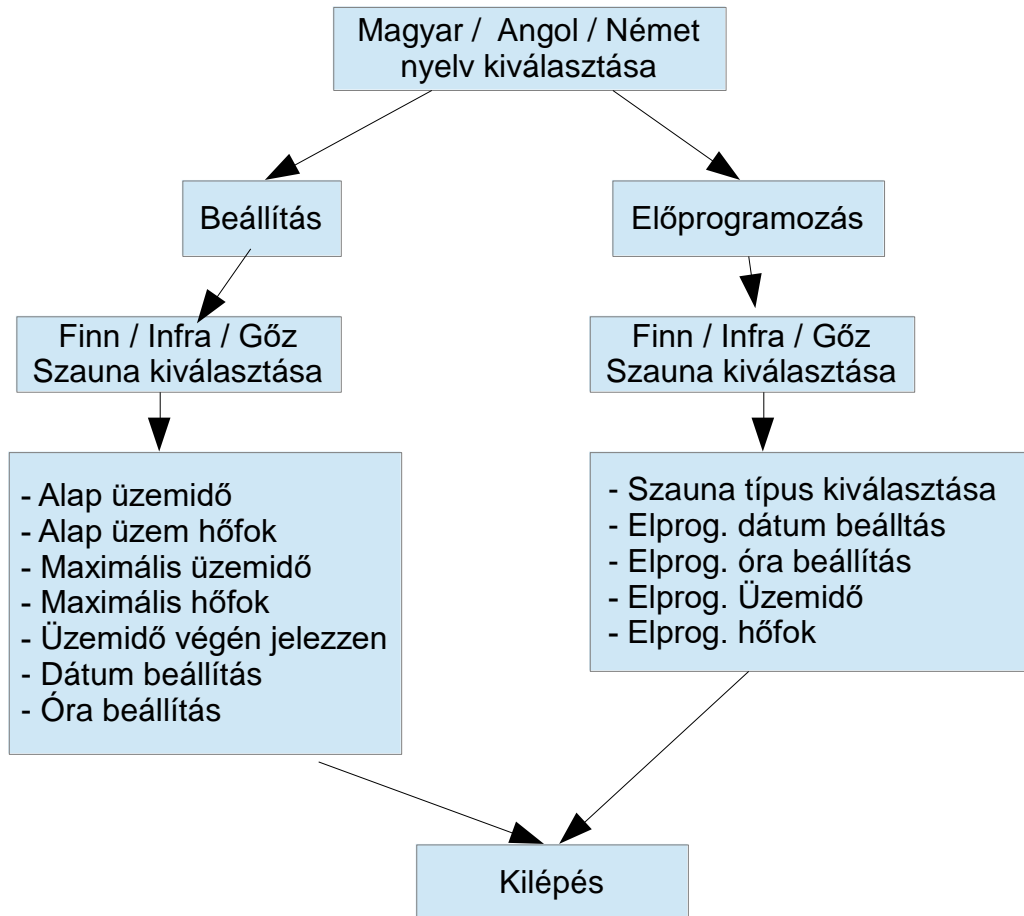 Magyar / Angol / Német
nyelv kiválasztása
Beállítás
Előprogramozás
Finn / Infra / Gőz
Szauna kiválasztása
Finn / Infra / Gőz
Szauna kiválasztása
- Alap üzemidő
- Alap üzem hőfok
- Maximális üzemidő
- Maximális hőfok
- Üzemidő végén jelezzen
- Dátum beállítás
- Óra beállítás
- Szauna típus kiválasztása
- Elprog. dátum beálltás
- Elprog. óra beállítás
- Elprog. Üzemidő
- Elprog. hőfok
Kilépés